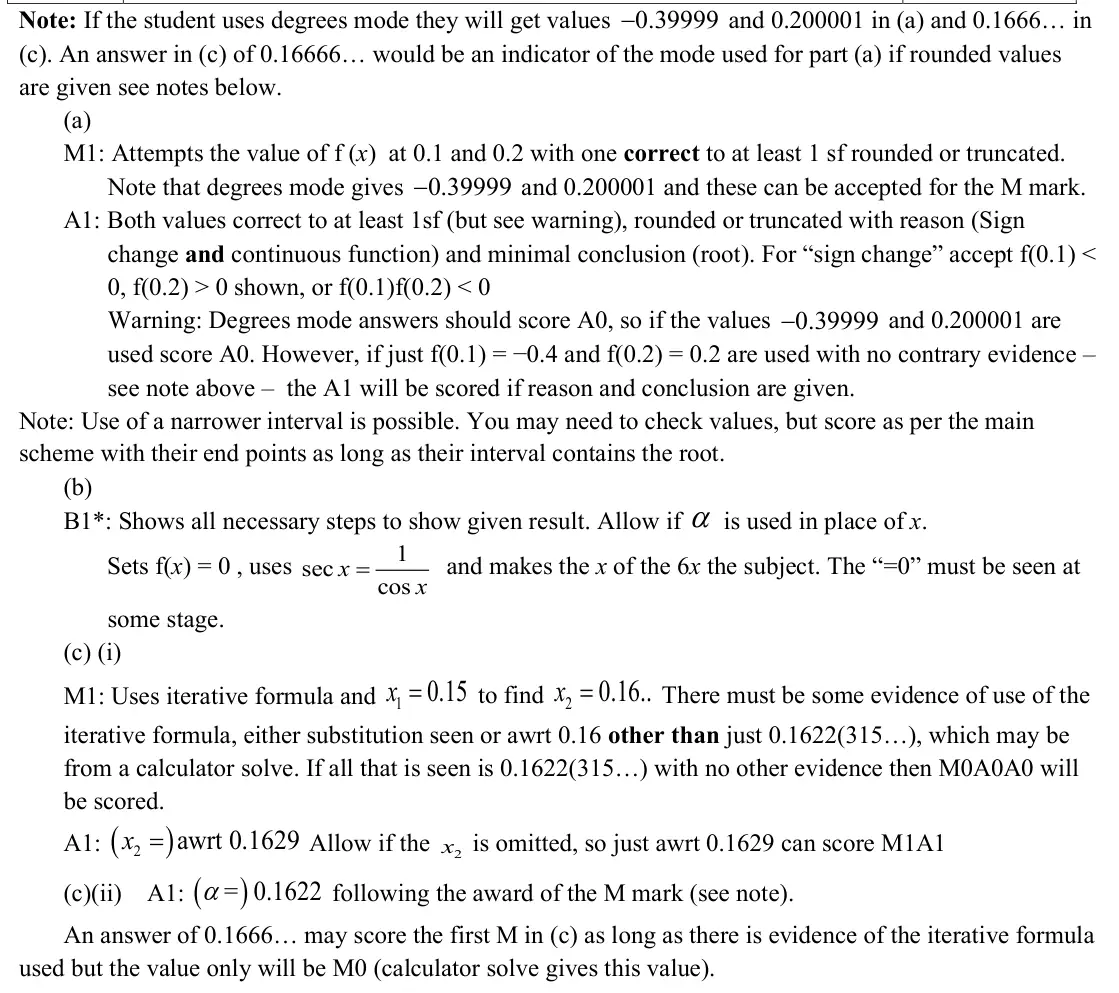 Note: If the student uses degrees mode they will get values −0.39999 and 0.200001 in (a) and 0.1666… in
(c). An answer in (c) of 0.16666… would be an indicator of the mode used for part (a) if rounded values
are given see notes below.
(a)
M1: Attempts the value of f (x) at 0.1 and 0.2 with one correct to at least 1 sf rounded or truncated.
Note that degrees mode gives −0.39999 and 0.200001 and these can be accepted for the M mark.
A1: Both values correct to at least 1sf (but see warning), rounded or truncated with reason (Sign
change and continuous function) and minimal conclusion (root). For “sign change” accept f(0.1) <
0, f(0.2) > 0 shown, or f(0.1)f(0.2) < 0
Warning: Degrees mode answers should score A0, so if the values −0.39999 and 0.200001 are
used score A0. However, if just f(0.1) = −0.4 and f(0.2) = 0.2 are used with no contrary evidence –
see note above – the A1 will be scored if reason and conclusion are given.
Note: Use of a narrower interval is possible. You may need to check values, but score as per the main
scheme with their end points as long as their interval contains the root.
(b)
B1*: Shows all necessary steps to show given result. Allow if α is used in place of x.
Sets f(x) = 0 , uses sec x = 1/cos x and makes the x of the 6x the subject. The “=0” must be seen at
some stage.
(c) (i)
M1: Uses iterative formula and x₁ = 0.15 to find x₂ = 0.16.. There must be some evidence of use of the
iterative formula, either substitution seen or awrt 0.16 other than just 0.1622(315…), which may be
from a calculator solve. If all that is seen is 0.1622(315…) with no other evidence then M0A0A0 will
be scored.
A1: (x₂ =) awrt 0.1629 Allow if the x₂ is omitted, so just awrt 0.1629 can score M1A1
(c)(ii) A1: (α =) 0.1622 following the award of the M mark (see note).
An answer of 0.1666… may score the first M in (c) as long as there is evidence of the iterative formula
used but the value only will be M0 (calculator solve gives this value).